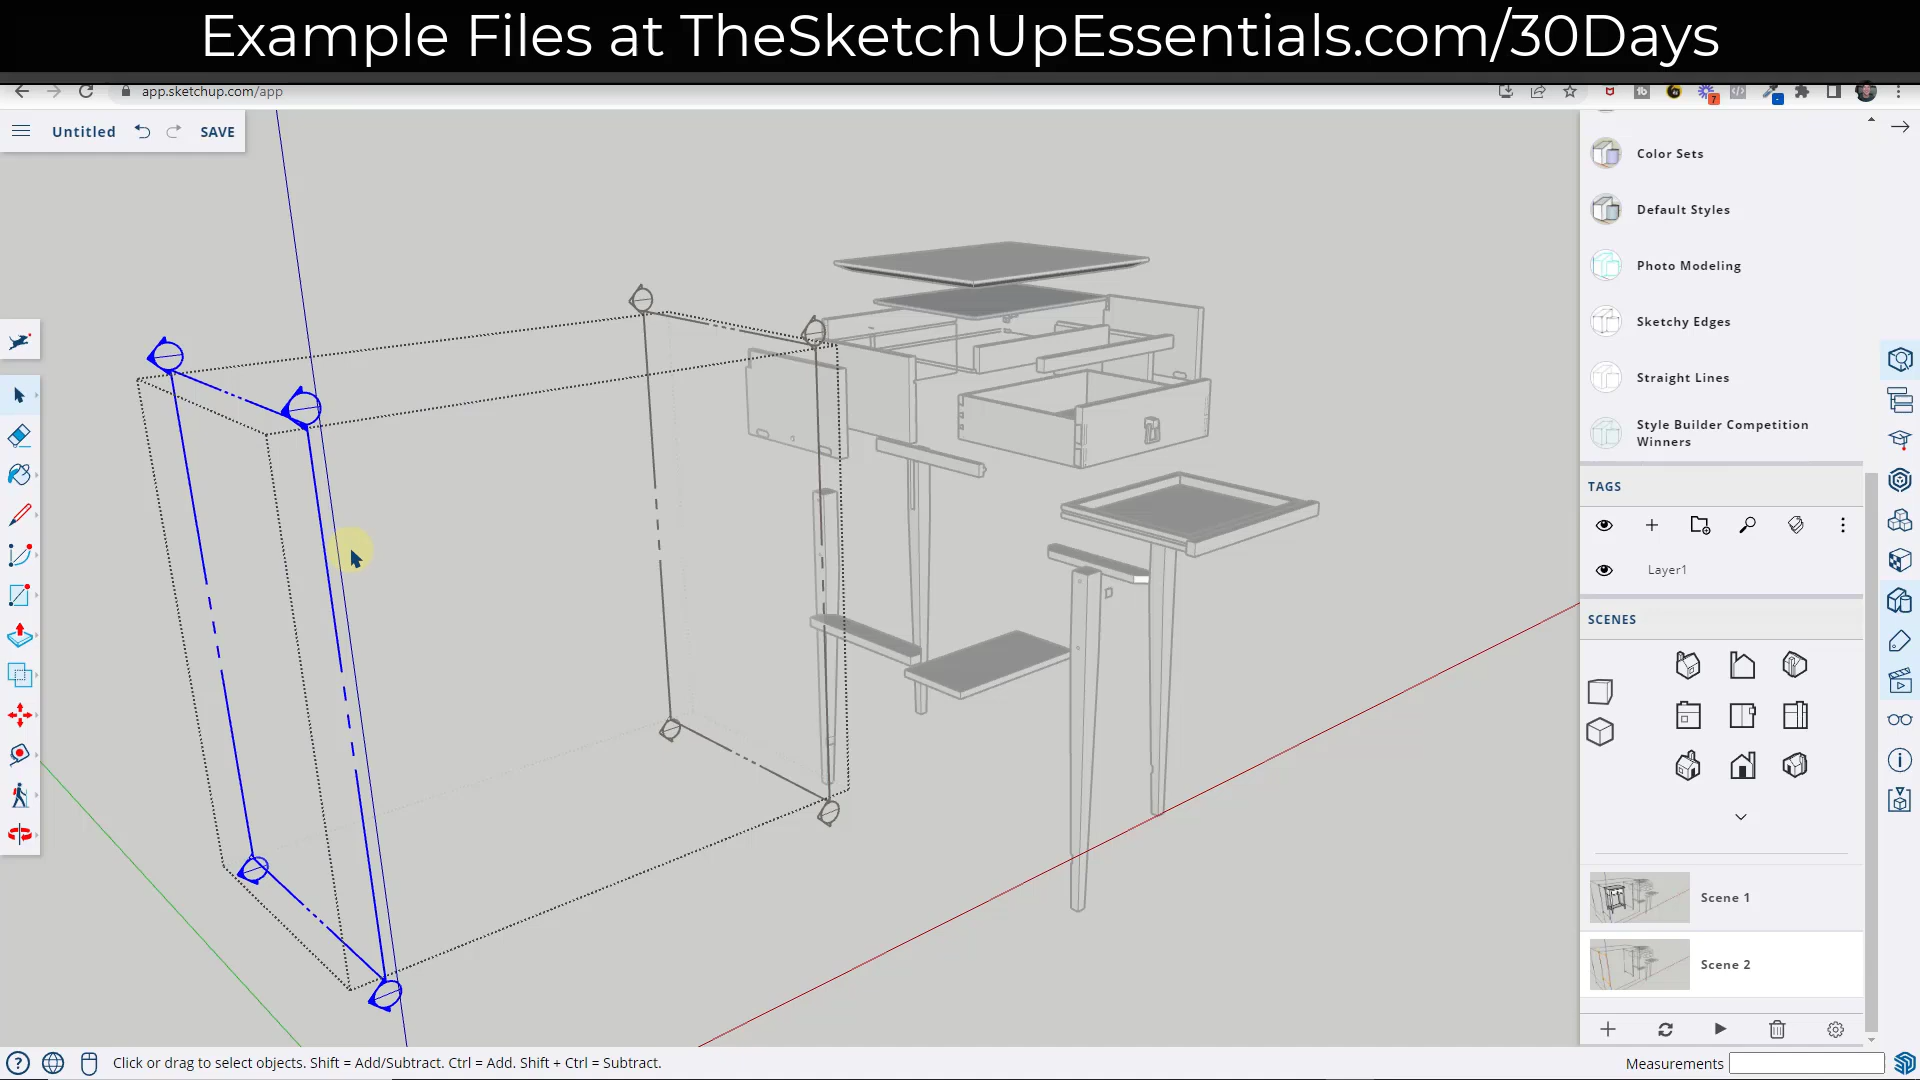 Example Files at TheSketchUpEssentials.com/30Days
app.sketchup.com/app
7
Untitled
SAVE
Color Sets
Default Styles
Photo Modeling
Sketchy Edges
Straight Lines
Style Builder Competition
Winners
TAGS
Layer1
SCENES
Scene 1
Scene 2
Click or drag to select objects. Shift = Add/Subtract. Ctrl = Add. Shift + Ctrl = Subtract.
Measurements